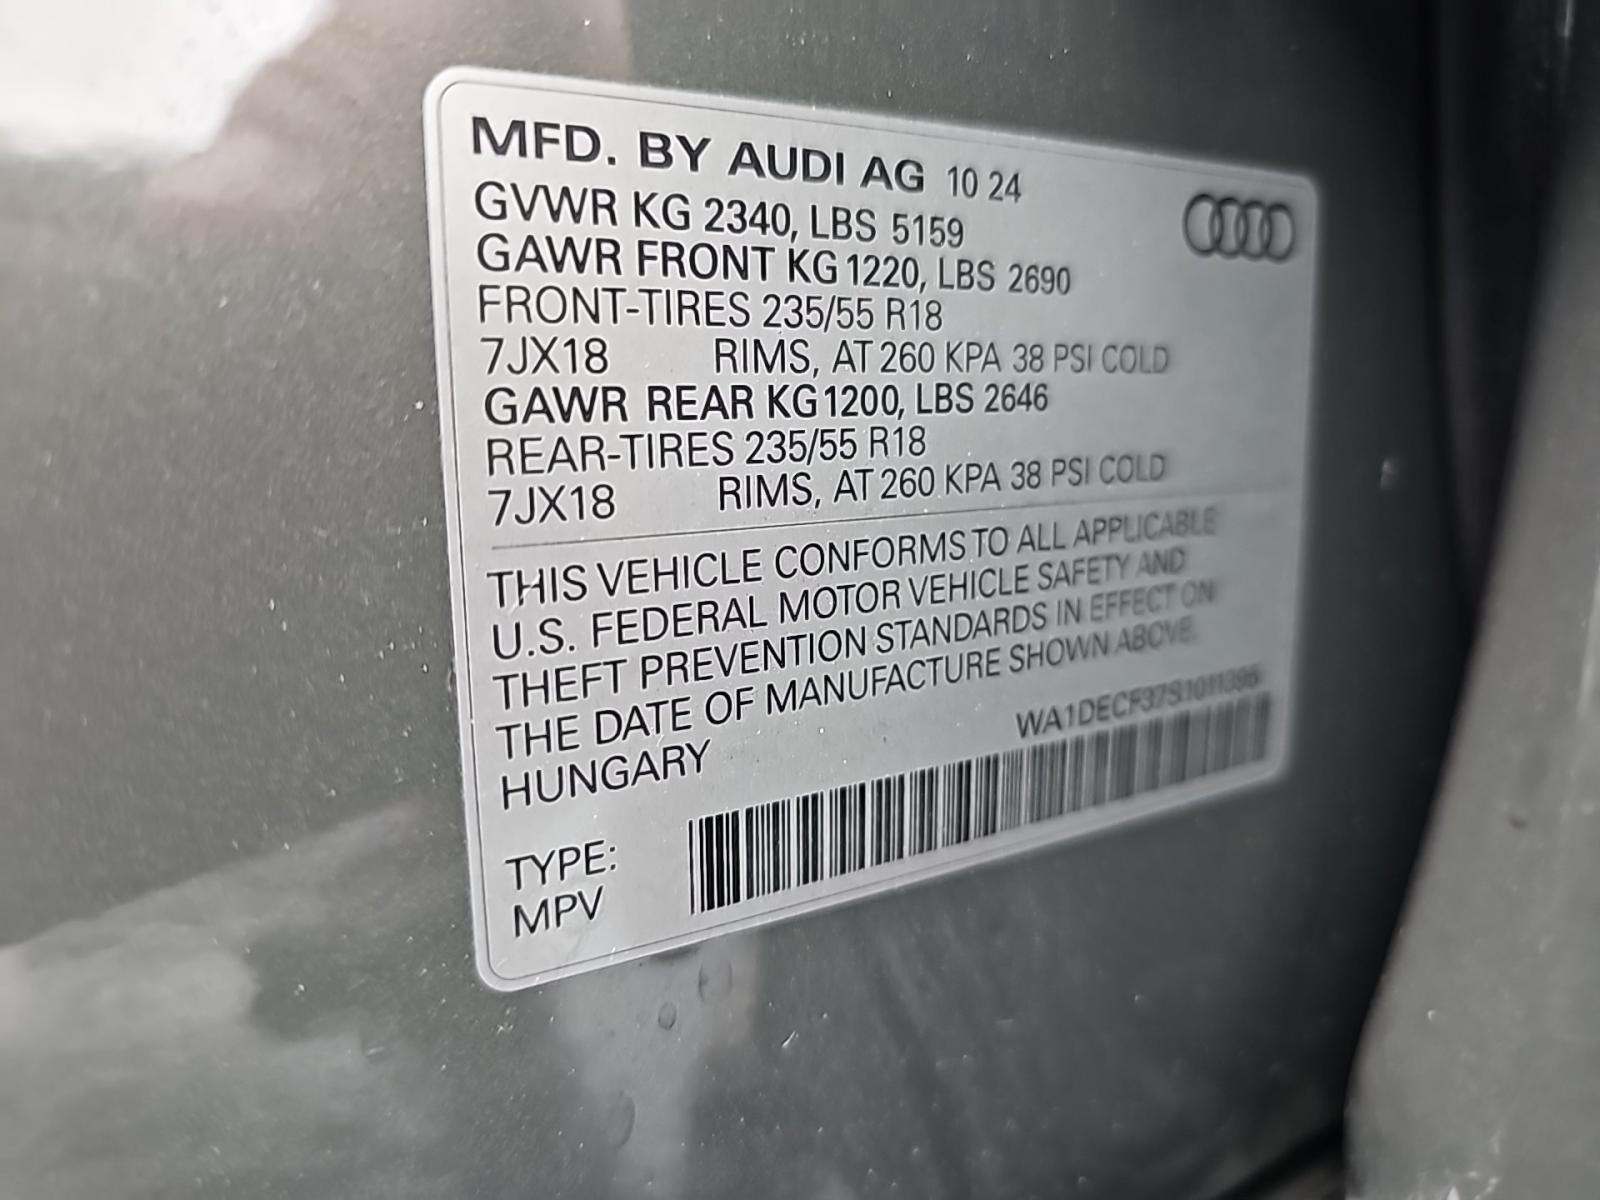 MFD. BY AUDI AG 10 24
GVWR KG 2340, LBS 5159
GAWR FRONT KG 1220, LBS 2690
FRONT-TIRES 235/55 R18
7JX18 RIMS, AT 260 KPA 38 PSI COLD
GAWR REAR KG 1200, LBS 2646
REAR-TIRES 235/55 R18
7JX18 RIMS, AT 260 KPA 38 PSI COLD
THIS VEHICLE CONFORMS TO ALL APPLICABLE
U.S. FEDERAL MOTOR VEHICLE SAFETY AND
THEFT PREVENTION STANDARDS IN EFFECT ON
THE DATE OF MANUFACTURE SHOWN ABOVE.
HUNGARY
WA1DECF37S1011395
TYPE:
MPV